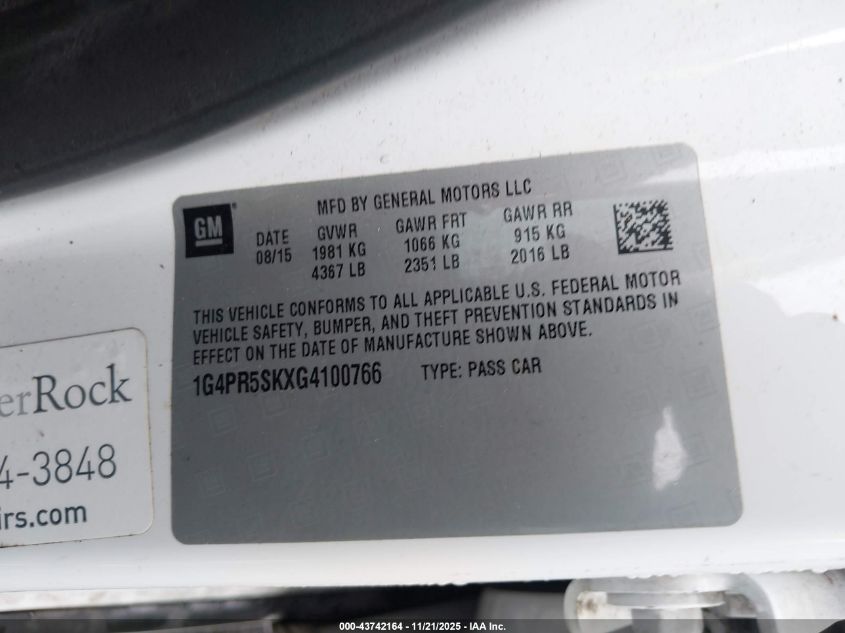 MFD BY GENERAL MOTORS LLC
GM
DATE GVWR GAWR FRT GAWR RR
08/15 1981 KG 1066 KG 915 KG
4367 LB 2351 LB 2016 LB
THIS VEHICLE CONFORMS TO ALL APPLICABLE U.S. FEDERAL MOTOR
VEHICLE SAFETY, BUMPER, AND THEFT PREVENTION STANDARDS IN
EFFECT ON THE DATE OF MANUFACTURE SHOWN ABOVE.
1G4PR5SKXG4100766 TYPE: PASS CAR
erRock
4-3848
irs.com
000-43742164 - 11/21/2025 - IAA Inc.